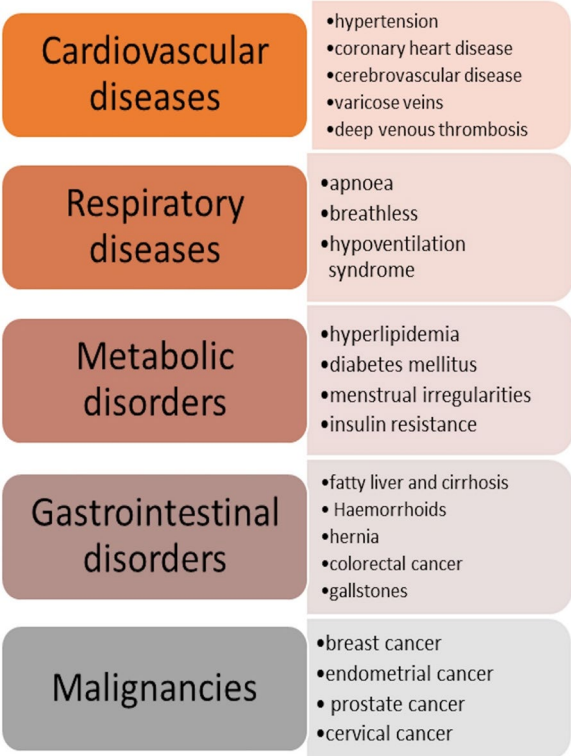 Cardiovascular
diseases
•hypertension
•coronary heart disease
•cerebrovascular disease
•varicose veins
•deep venous thrombosis
Respiratory
diseases
•apnoea
•breathless
•hypoventilation
syndrome
Metabolic
disorders
•hyperlipidemia
•diabetes mellitus
•menstrual irregularities
•insulin resistance
Gastrointestinal
disorders
•fatty liver and cirrhosis
• Haemorrhoids
•hernia
•colorectal cancer
•gallstones
Malignancies
•breast cancer
•endometrial cancer
• prostate cancer
•cervical cancer